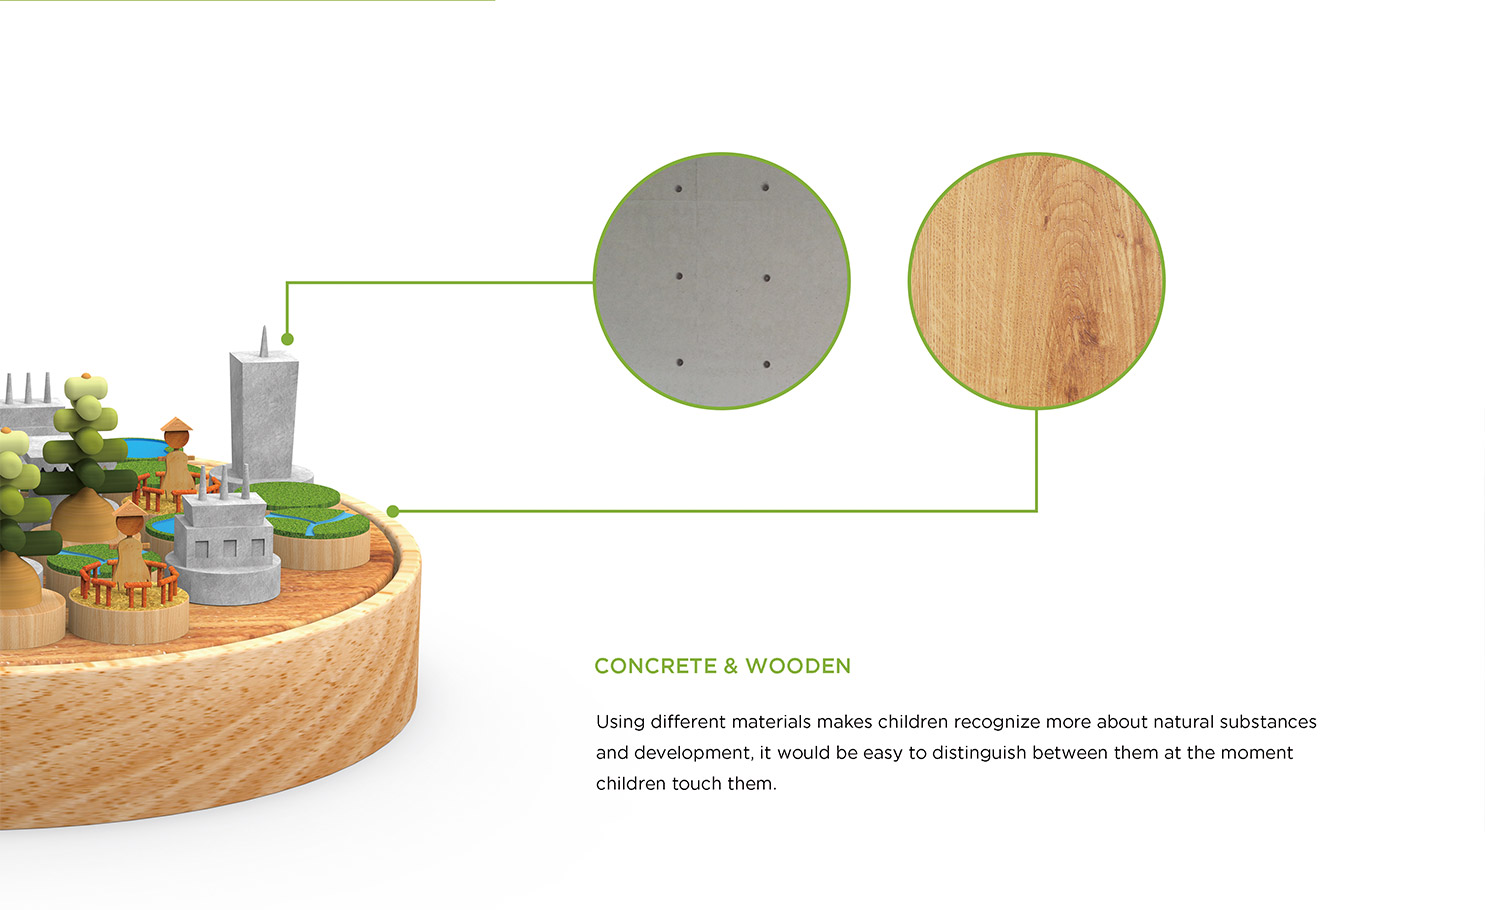 CONCRETE & WOODEN
Using different materials makes children recognize more about natural substances
and development, it would be easy to distinguish between them at the moment
children touch them.